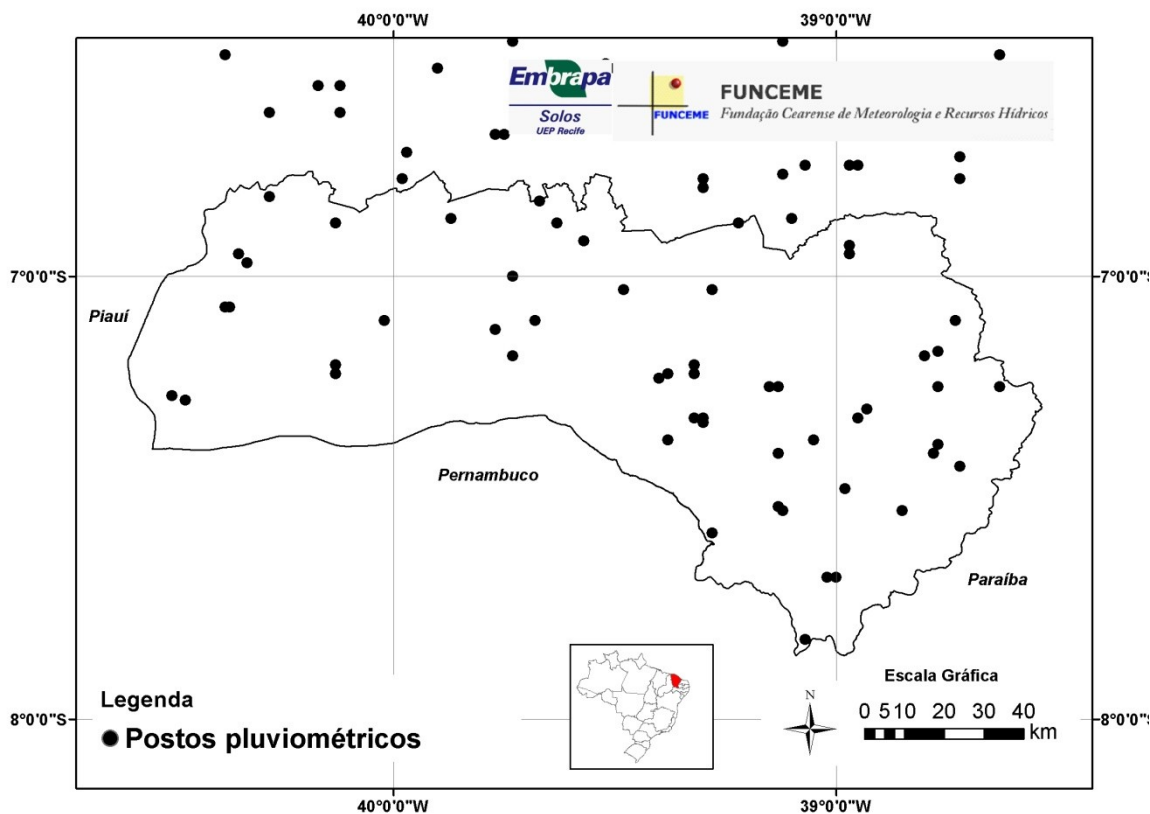 40°0'0"W
39°0'0"W
Embrapa
Solos
UEP Recife
FUNCEME
FUNCEME
Fundação Cearense de Meteorologia e Recursos Hídricos
7°0'0"S
7°0'0"S
Piauí
Pernambuco
Paraíba
Legenda
Postos pluviométricos
Escala Gráfica
N
0 5 10 20 30 40
km
8°0'0"S
8°0'0"S
40°0'0"W
39°0'0"W